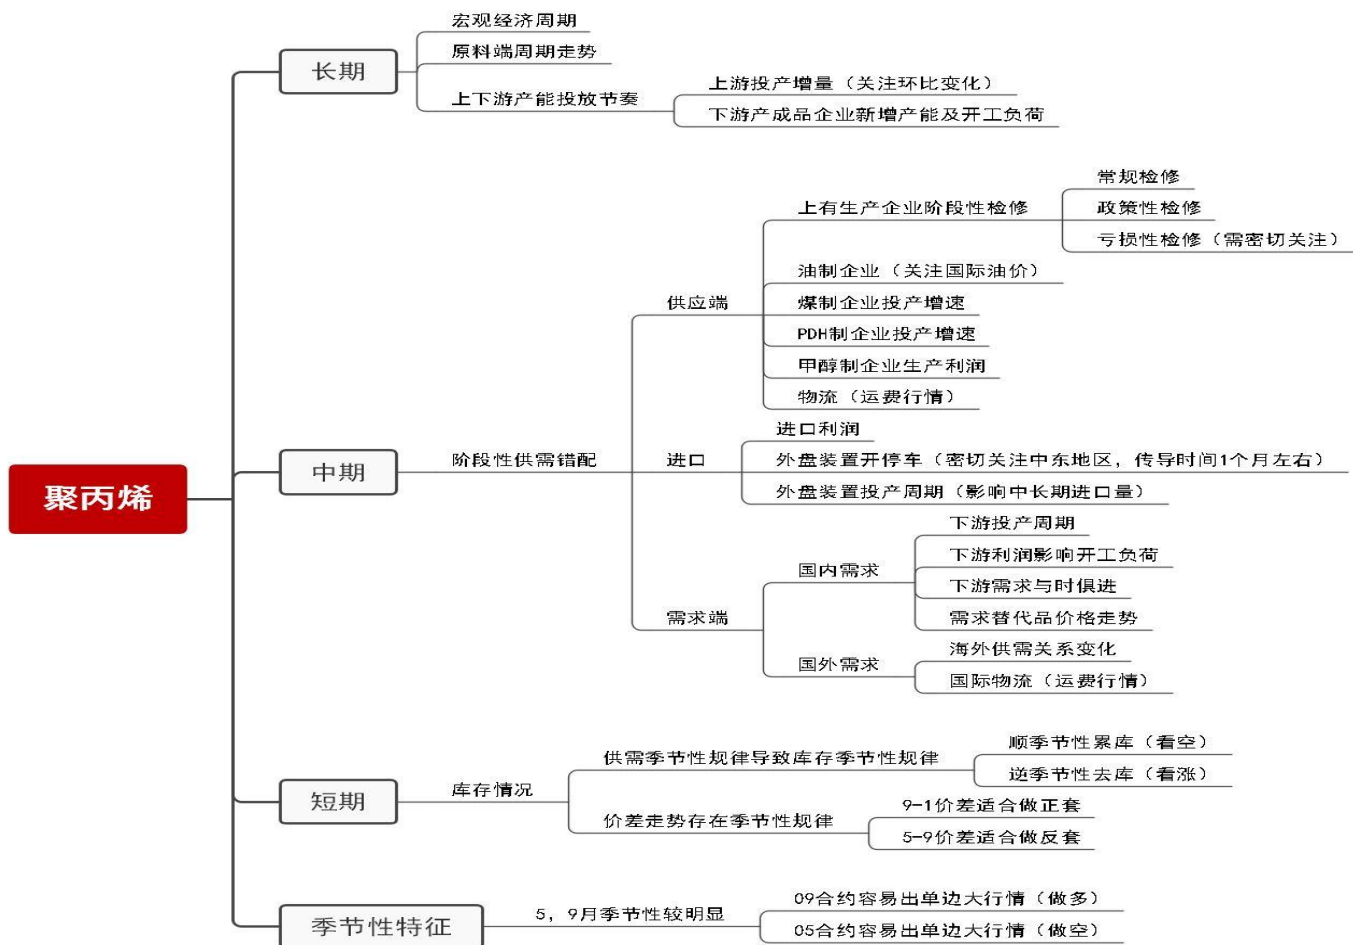 聚丙烯
长期
宏观经济周期
原料端周期走势
上下游产能投放节奏
上游投产增量（关注环比变化）
下游产成品企业新增产能及开工负荷
中期
阶段性供需错配
供应端
上有生产企业阶段性检修
常规检修
政策性检修
亏损性检修（需密切关注）
油制企业（关注国际油价）
煤制企业投产增速
PDH制企业投产增速
甲醇制企业生产利润
物流（运费行情）
进口
进口利润
外盘装置开停车（密切关注中东地区，传导时间1个月左右）
外盘装置投产周期（影响中长期进口量）
需求端
国内需求
下游投产周期
下游利润影响开工负荷
下游需求与时俱进
需求替代品价格走势
国外需求
海外供需关系变化
国际物流（运费行情）
短期
库存情况
供需季节性规律导致库存季节性规律
顺季节性累库（看空）
逆季节性去库（看涨）
价差走势存在季节性规律
9-1价差适合做正套
5-9价差适合做反套
季节性特征
5，9月季节性较明显
09合约容易出单边大行情（做多）
05合约容易出单边大行情（做空）